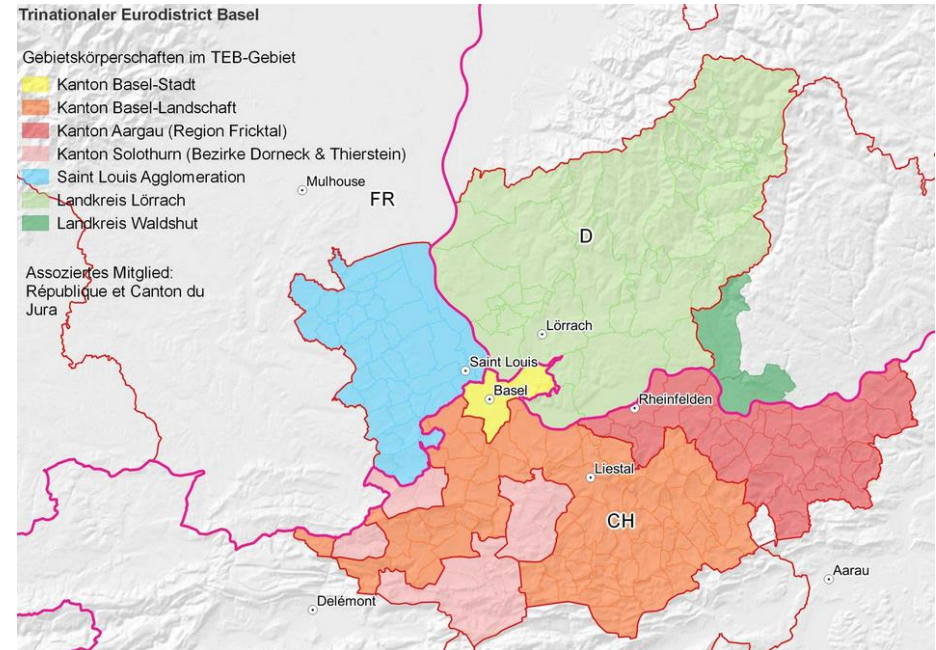 Trinationaler Eurodistrict Basel
Gebietskörperschaften im TEB-Gebiet
Kanton Basel-Stadt
Kanton Basel-Landschaft
Kanton Aargau (Region Fricktal)
Kanton Solothurn (Bezirke Dorneck & Thierstein)
Saint Louis Agglomeration
Landkreis Lörrach
Landkreis Waldshut
Assoziertes Mitglied:
République et Canton du
Jura
Mulhouse
FR
D
Lörrach
Saint Louis
Basel
Rheinfelden
Liestal
CH
Aarau
Delémont